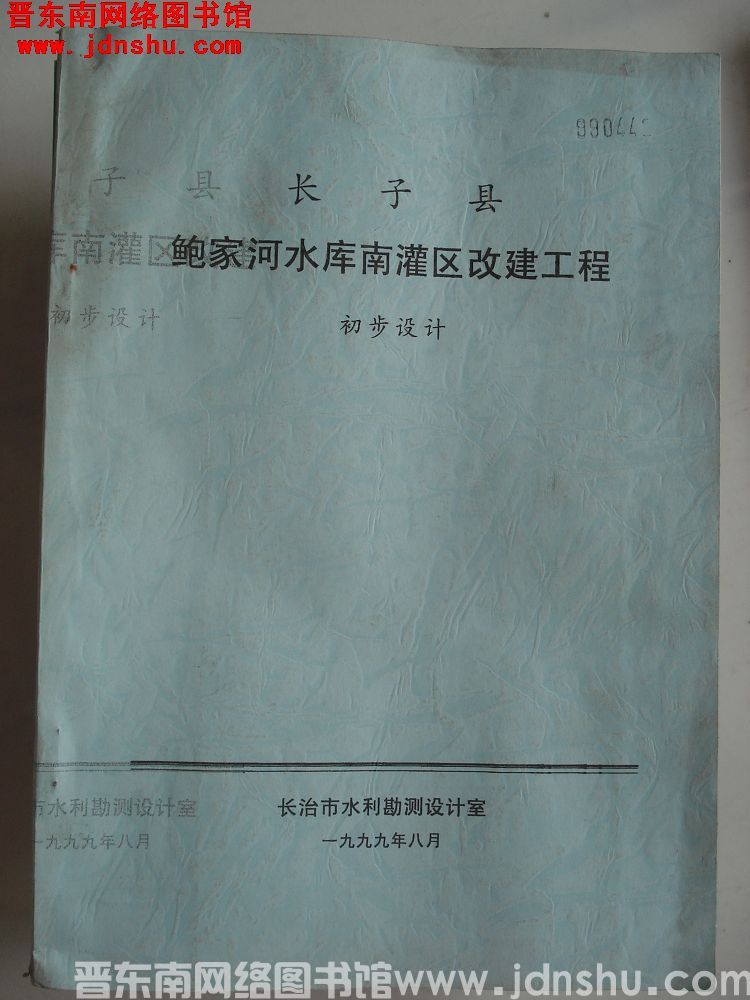 晋东南网络图书馆
www.jdnshu.com
长子县
鲍家河水库南灌区改建工程
初步设计
子县
库南灌区
初步设计
长治市水利勘测设计室
一九九九年八月
市水利勘测设计室
一九九九年八月
晋东南网络图书馆www.jdnshu.com